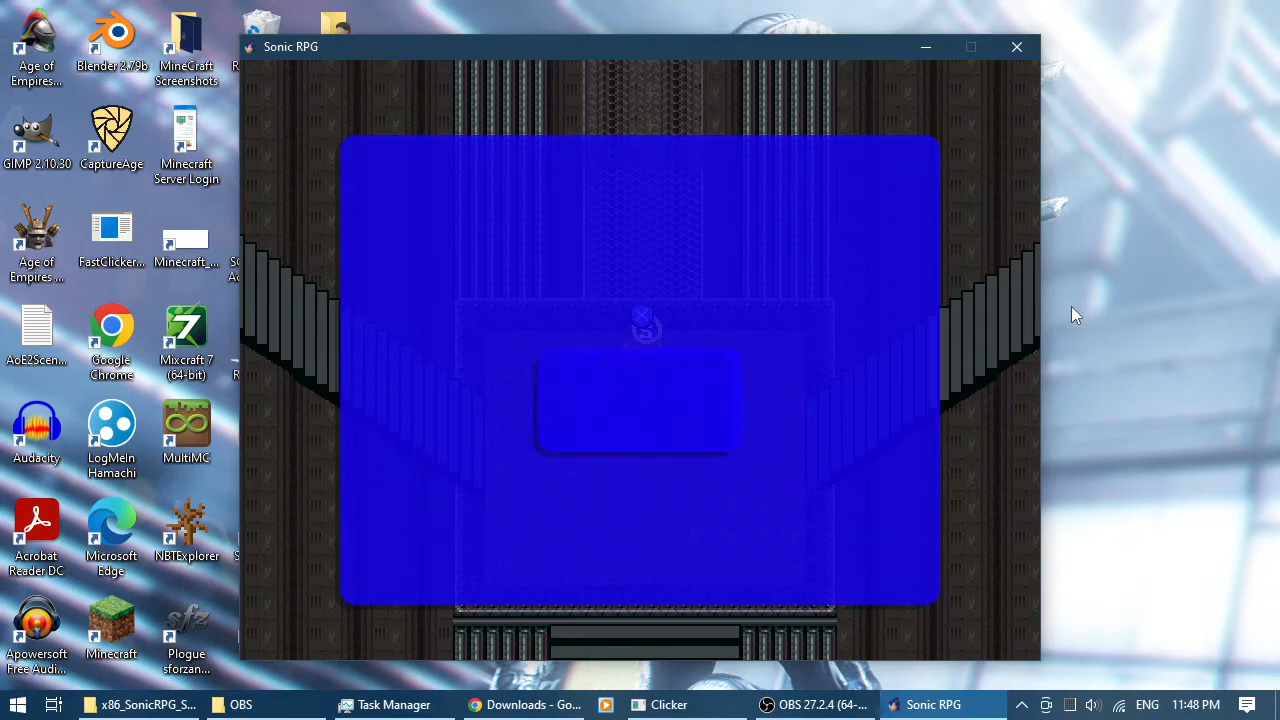 Age of
Empires...
Blender 2.79b
MineCraft
Screenshots
Sonic RPG
GIMP 2.10.30
CaptureAge
Minecraft
Server Login
Age of
Empires ...
FastClicker...
Minecraft_...
AoE2Scen...
Google
Chrome
Mixcraft 7
(64-bit)
Audacity
LogMeIn
Hamachi
MultiMC
Acrobat
Reader DC
Microsoft
Edge
NBTExplorer
Apowersoft
Free Audi...
Minecraft
Plogue
sforzan...
x86_SonicRPG_S...
OBS
Task Manager
Downloads - Go...
Clicker
OBS 27.2.4 (64-...
Sonic RPG
ENG
11:48 PM